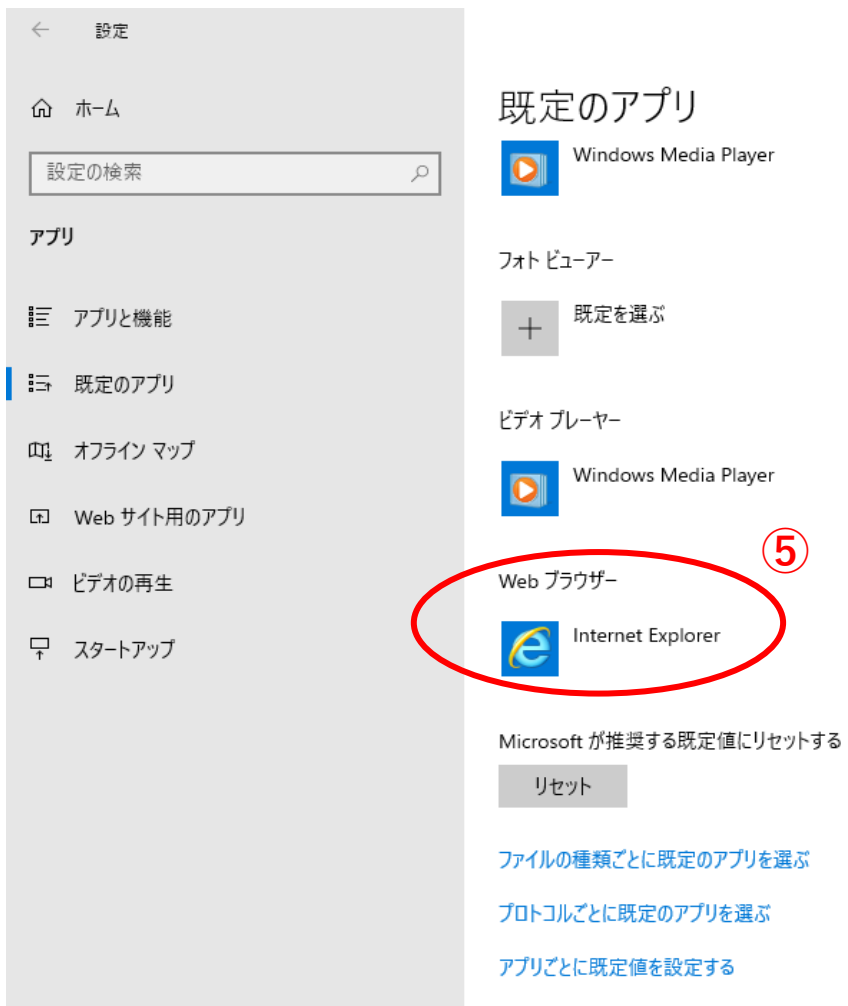 設定
ホーム
設定の検索
アプリ
アプリと機能
既定のアプリ
オフライン マップ
Web サイト用のアプリ
ビデオの再生
スタートアップ
既定のアプリ
Windows Media Player
フォト ビューアー
既定を選ぶ
ビデオ プレーヤー
Windows Media Player
⑤
Web ブラウザー
Internet Explorer
Microsoft が推奨する既定値にリセットする
リセット
ファイルの種類ごとに既定のアプリを選ぶ
プロトコルごとに既定のアプリを選ぶ
アプリごとに既定値を設定する